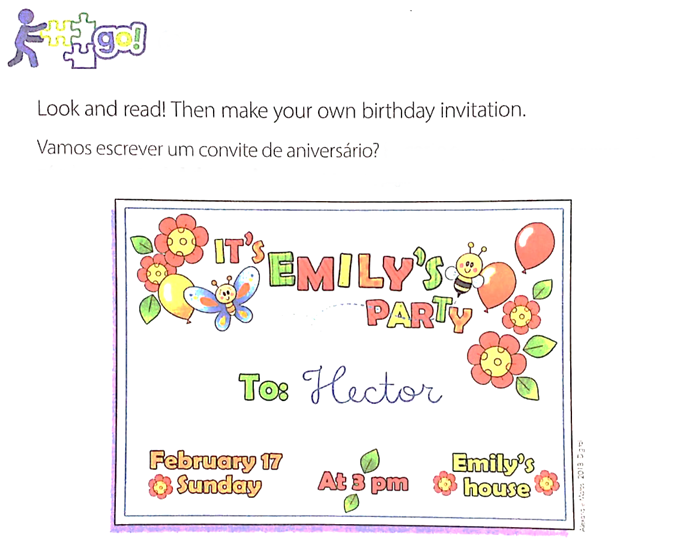 go!
Look and read! Then make your own birthday invitation.
Vamos escrever um convite de aniversário?
IT'S EMILY'S
PARTY
To: Hector
February 17
Sunday
At 3 pm
Emily's
house